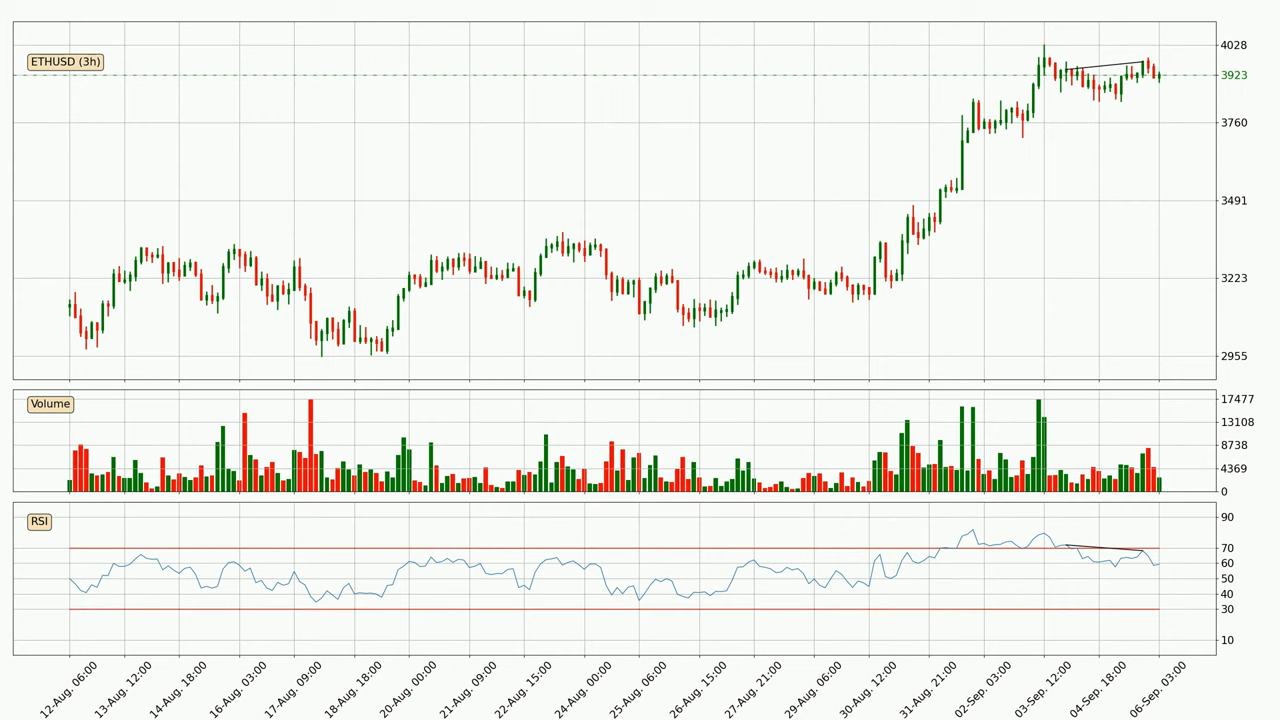 ETHUSD (3h)
4028
3923
3760
3491
3223
2955
Volume
17477
13108
8738
4369
0
RSI
90
70
60
50
40
30
10
12-Aug. 06:00
13-Aug. 12:00
14-Aug. 18:00
16-Aug. 03:00
17-Aug. 09:00
18-Aug. 18:00
20-Aug. 00:00
21-Aug. 09:00
22-Aug. 15:00
24-Aug. 00:00
25-Aug. 06:00
26-Aug. 15:00
27-Aug. 21:00
29-Aug. 06:00
30-Aug. 12:00
31-Aug. 21:00
02-Sep. 03:00
03-Sep. 12:00
04-Sep. 18:00
06-Sep. 03:00